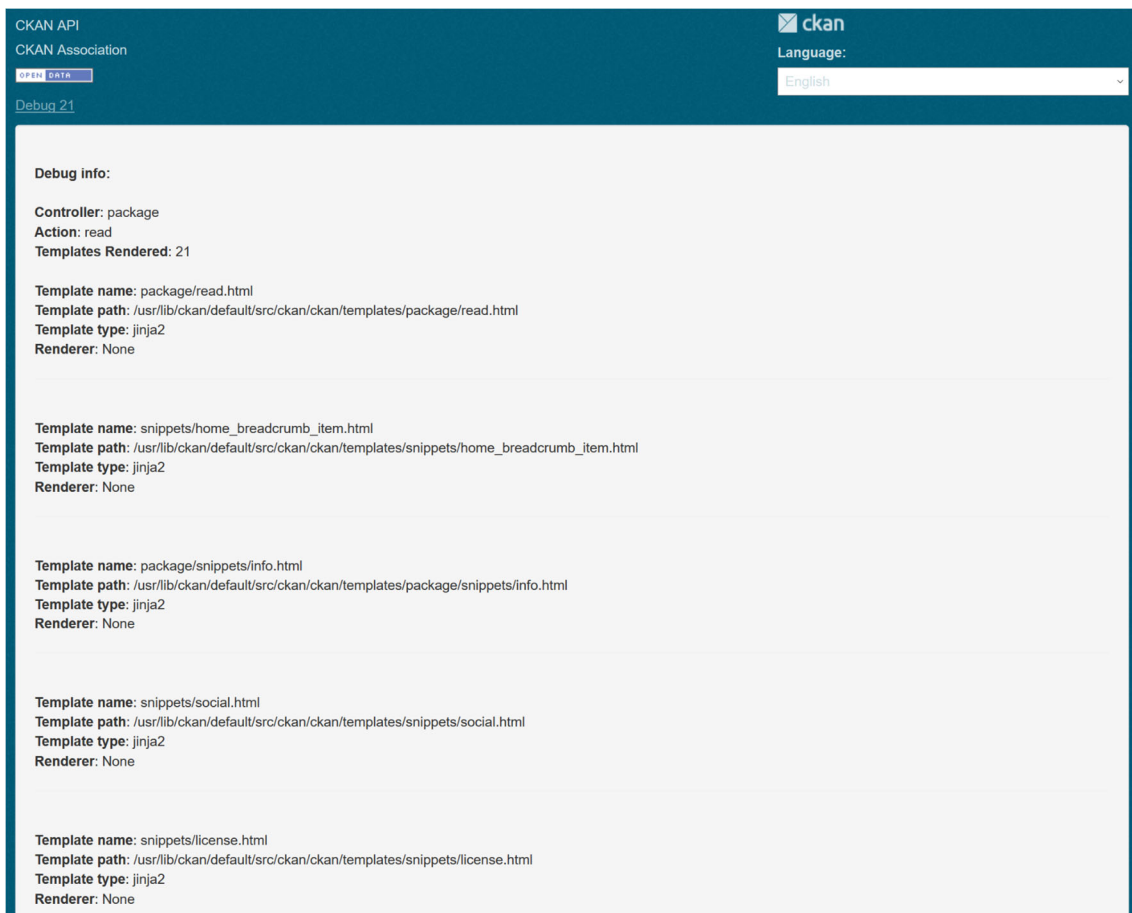 CKAN API
CKAN Association
OPEN DATA
Debug 21
ckan
Language:
English
Debug info:
Controller: package
Action: read
Templates Rendered: 21
Template name: package/read.html
Template path: /usr/lib/ckan/default/src/ckan/ckan/templates/package/read.html
Template type: jinja2
Renderer: None
Template name: snippets/home_breadcrumb_item.html
Template path: /usr/lib/ckan/default/src/ckan/ckan/templates/snippets/home_breadcrumb_item.html
Template type: jinja2
Renderer: None
Template name: package/snippets/info.html
Template path: /usr/lib/ckan/default/src/ckan/ckan/templates/package/snippets/info.html
Template type: jinja2
Renderer: None
Template name: snippets/social.html
Template path: /usr/lib/ckan/default/src/ckan/ckan/templates/snippets/social.html
Template type: jinja2
Renderer: None
Template name: snippets/license.html
Template path: /usr/lib/ckan/default/src/ckan/ckan/templates/snippets/license.html
Template type: jinja2
Renderer: None